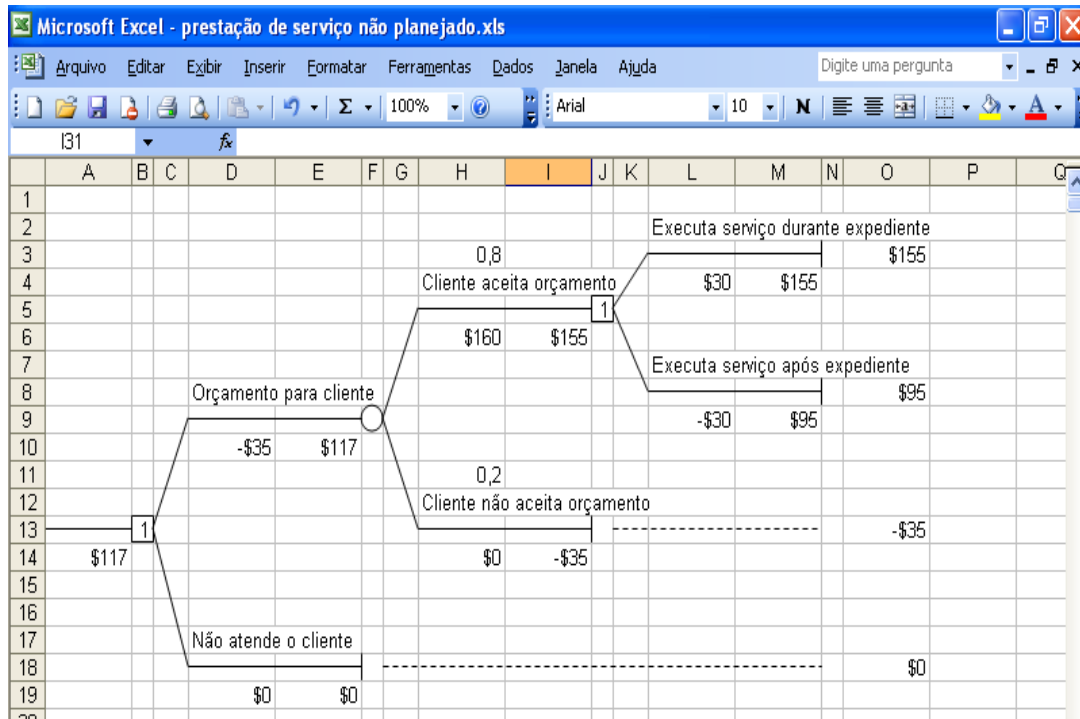 Microsoft Excel - prestação de serviço não planejado.xls
Arquivo Editar Exibir Inserir Formatar Ferramentas Dados Janela Ajuda Digite uma pergunta
100% Arial 10 N
I31 fx
A B C D E F G H I J K L M N O P Q
1
2 Executa serviço durante expediente
3 0,8 $155
4 Cliente aceita orçamento $30 $155
5 1
6 $160 $155
7 Executa serviço após expediente
8 Orçamento para cliente $95
9 -$30 $95
10 -$35 $117
11 0,2
12 Cliente não aceita orçamento
13 1 -$35
14 $117 $0 -$35
15
16
17 Não atende o cliente
18 $0
19 $0 $0
20